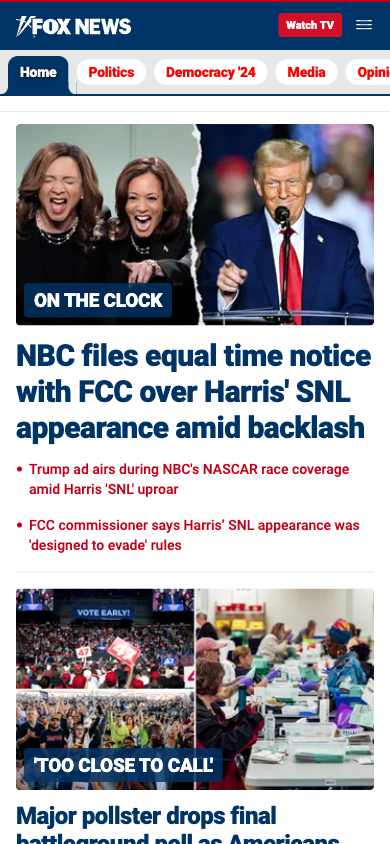 FOX NEWS
Watch TV
Home
Politics
Democracy '24
Media
Opini
ON THE CLOCK
NBC files equal time notice
with FCC over Harris' SNL
appearance amid backlash
• Trump ad airs during NBC's NASCAR race coverage
amid Harris 'SNL' uproar
• FCC commissioner says Harris’ SNL appearance was
'designed to evade' rules
VOTE EARLY!
47
47
'TOO CLOSE TO CALL'
Major pollster drops final
battleground poll as Americans